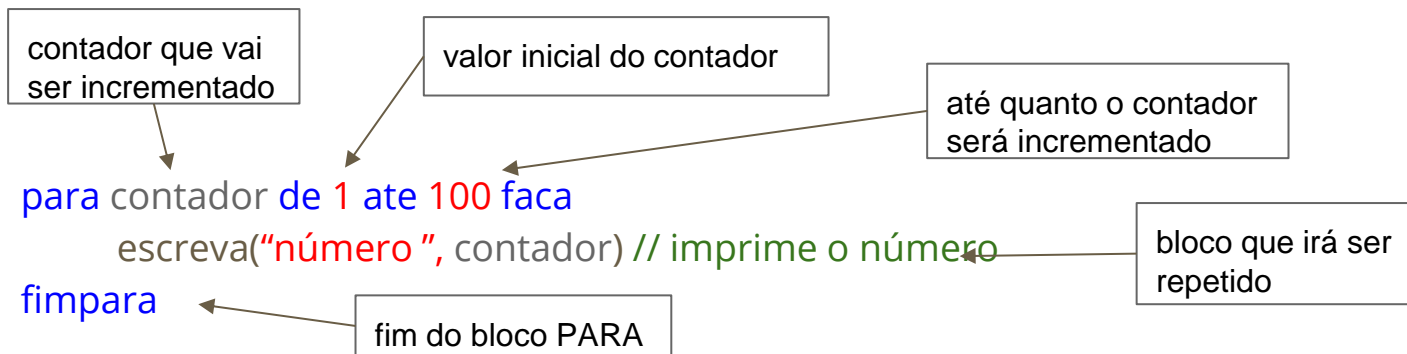 contador que vai
ser incrementado
valor inicial do contador
até quanto o contador
será incrementado
para contador de 1 ate 100 faca
escreva(“número ”, contador) // imprime o número
fimpara
bloco que irá ser
repetido
fim do bloco PARA